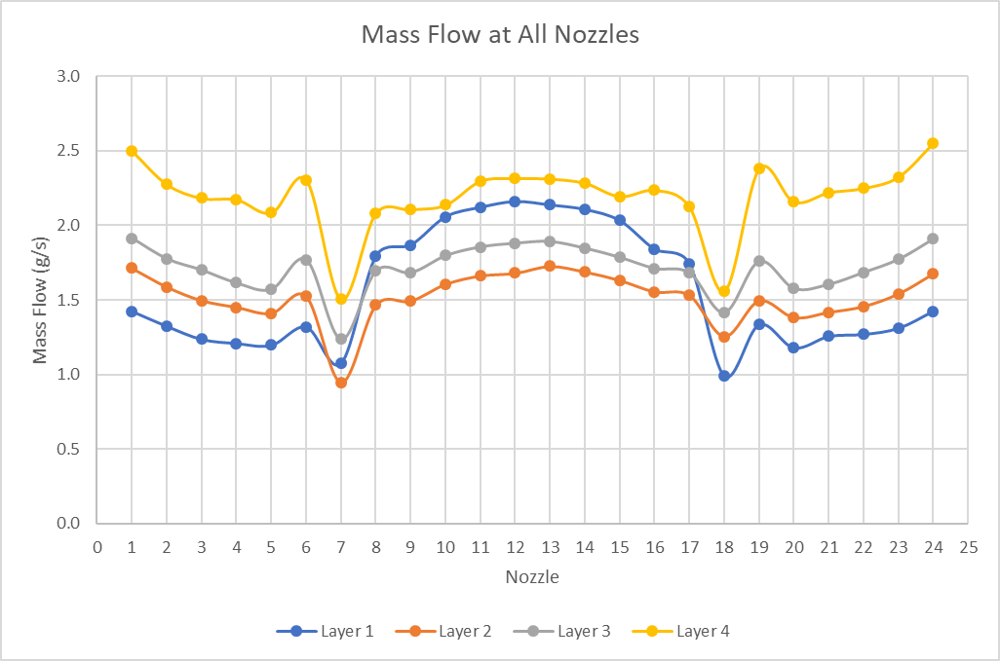 Mass Flow at All Nozzles
Mass Flow (g/s)
3.0
2.5
2.0
1.5
1.0
0.5
0.0
0 1 2 3 4 5 6 7 8 9 10 11 12 13 14 15 16 17 18 19 20 21 22 23 24 25
Nozzle
Layer 1 Layer 2 Layer 3 Layer 4